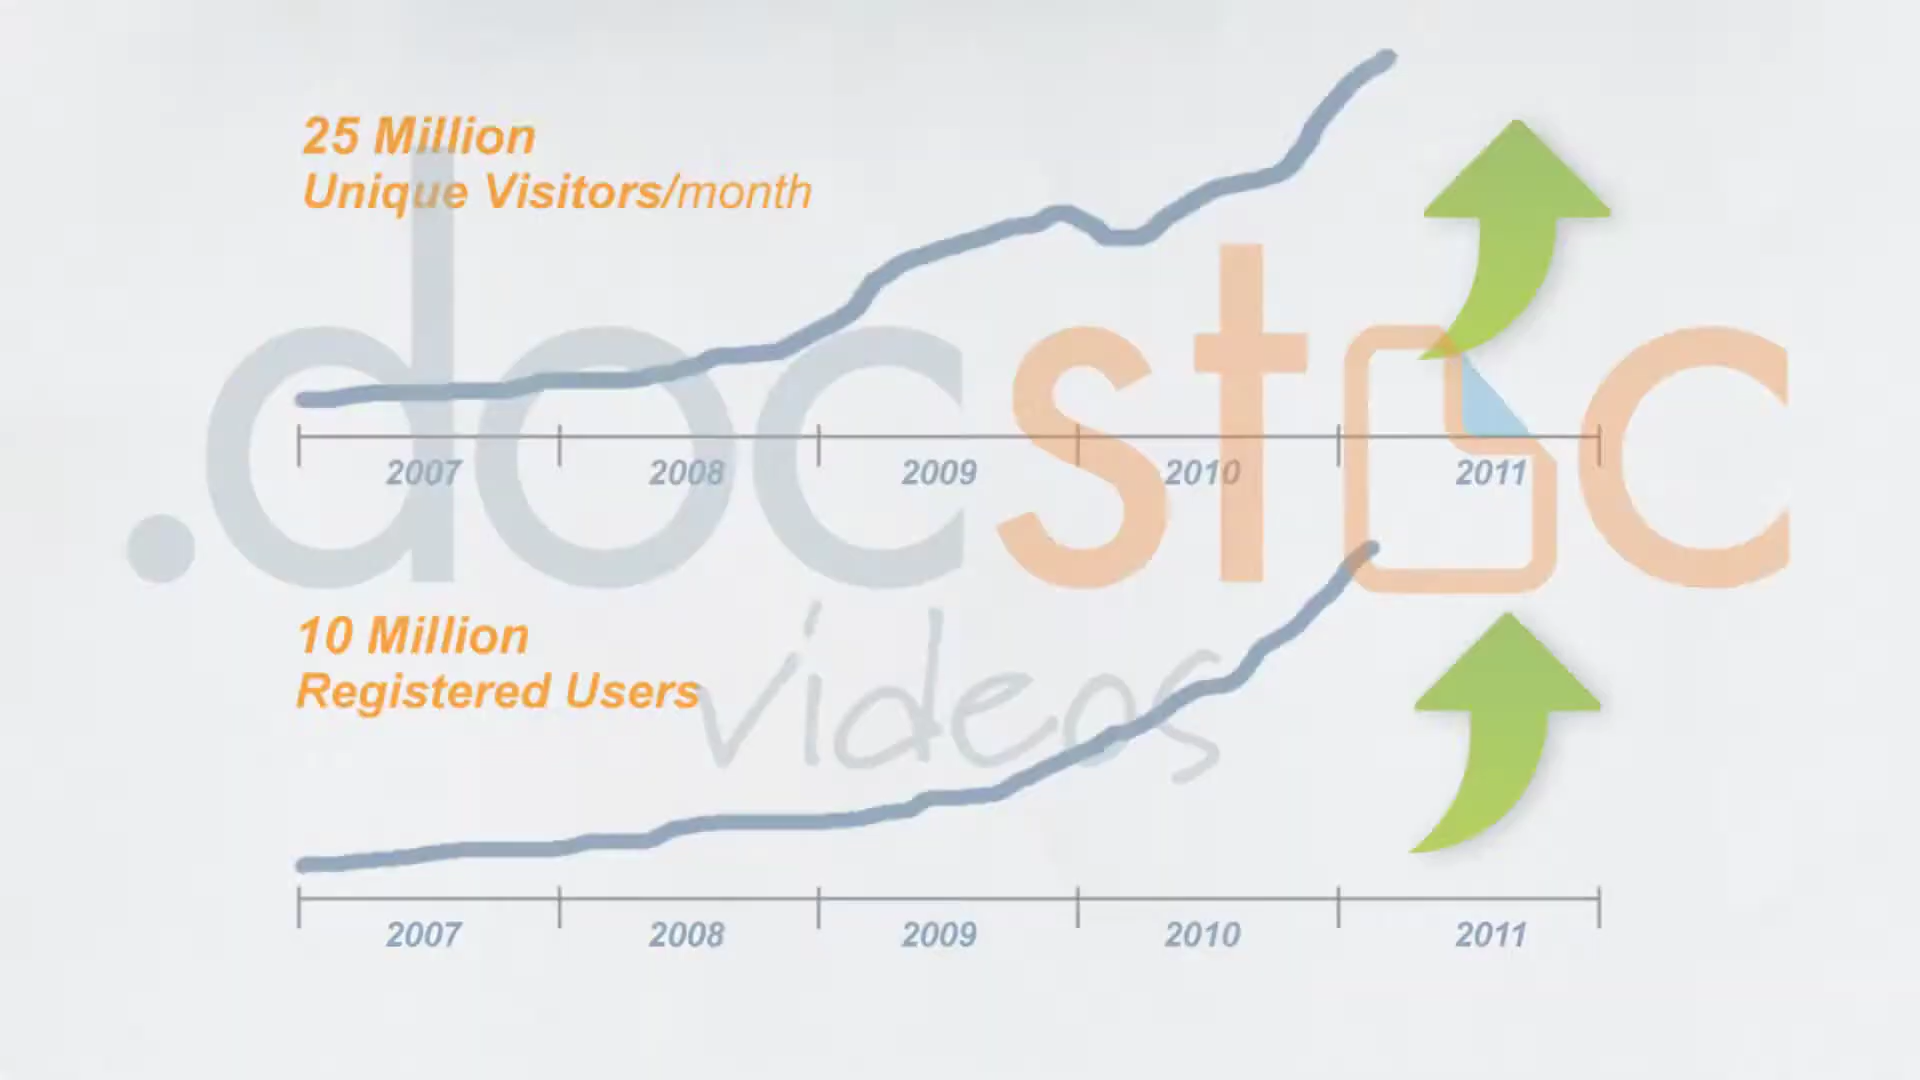 25 Million
Unique Visitors/month
2007 2008 2009 2010 2011
.docstoc
videos
10 Million
Registered Users
2007 2008 2009 2010 2011